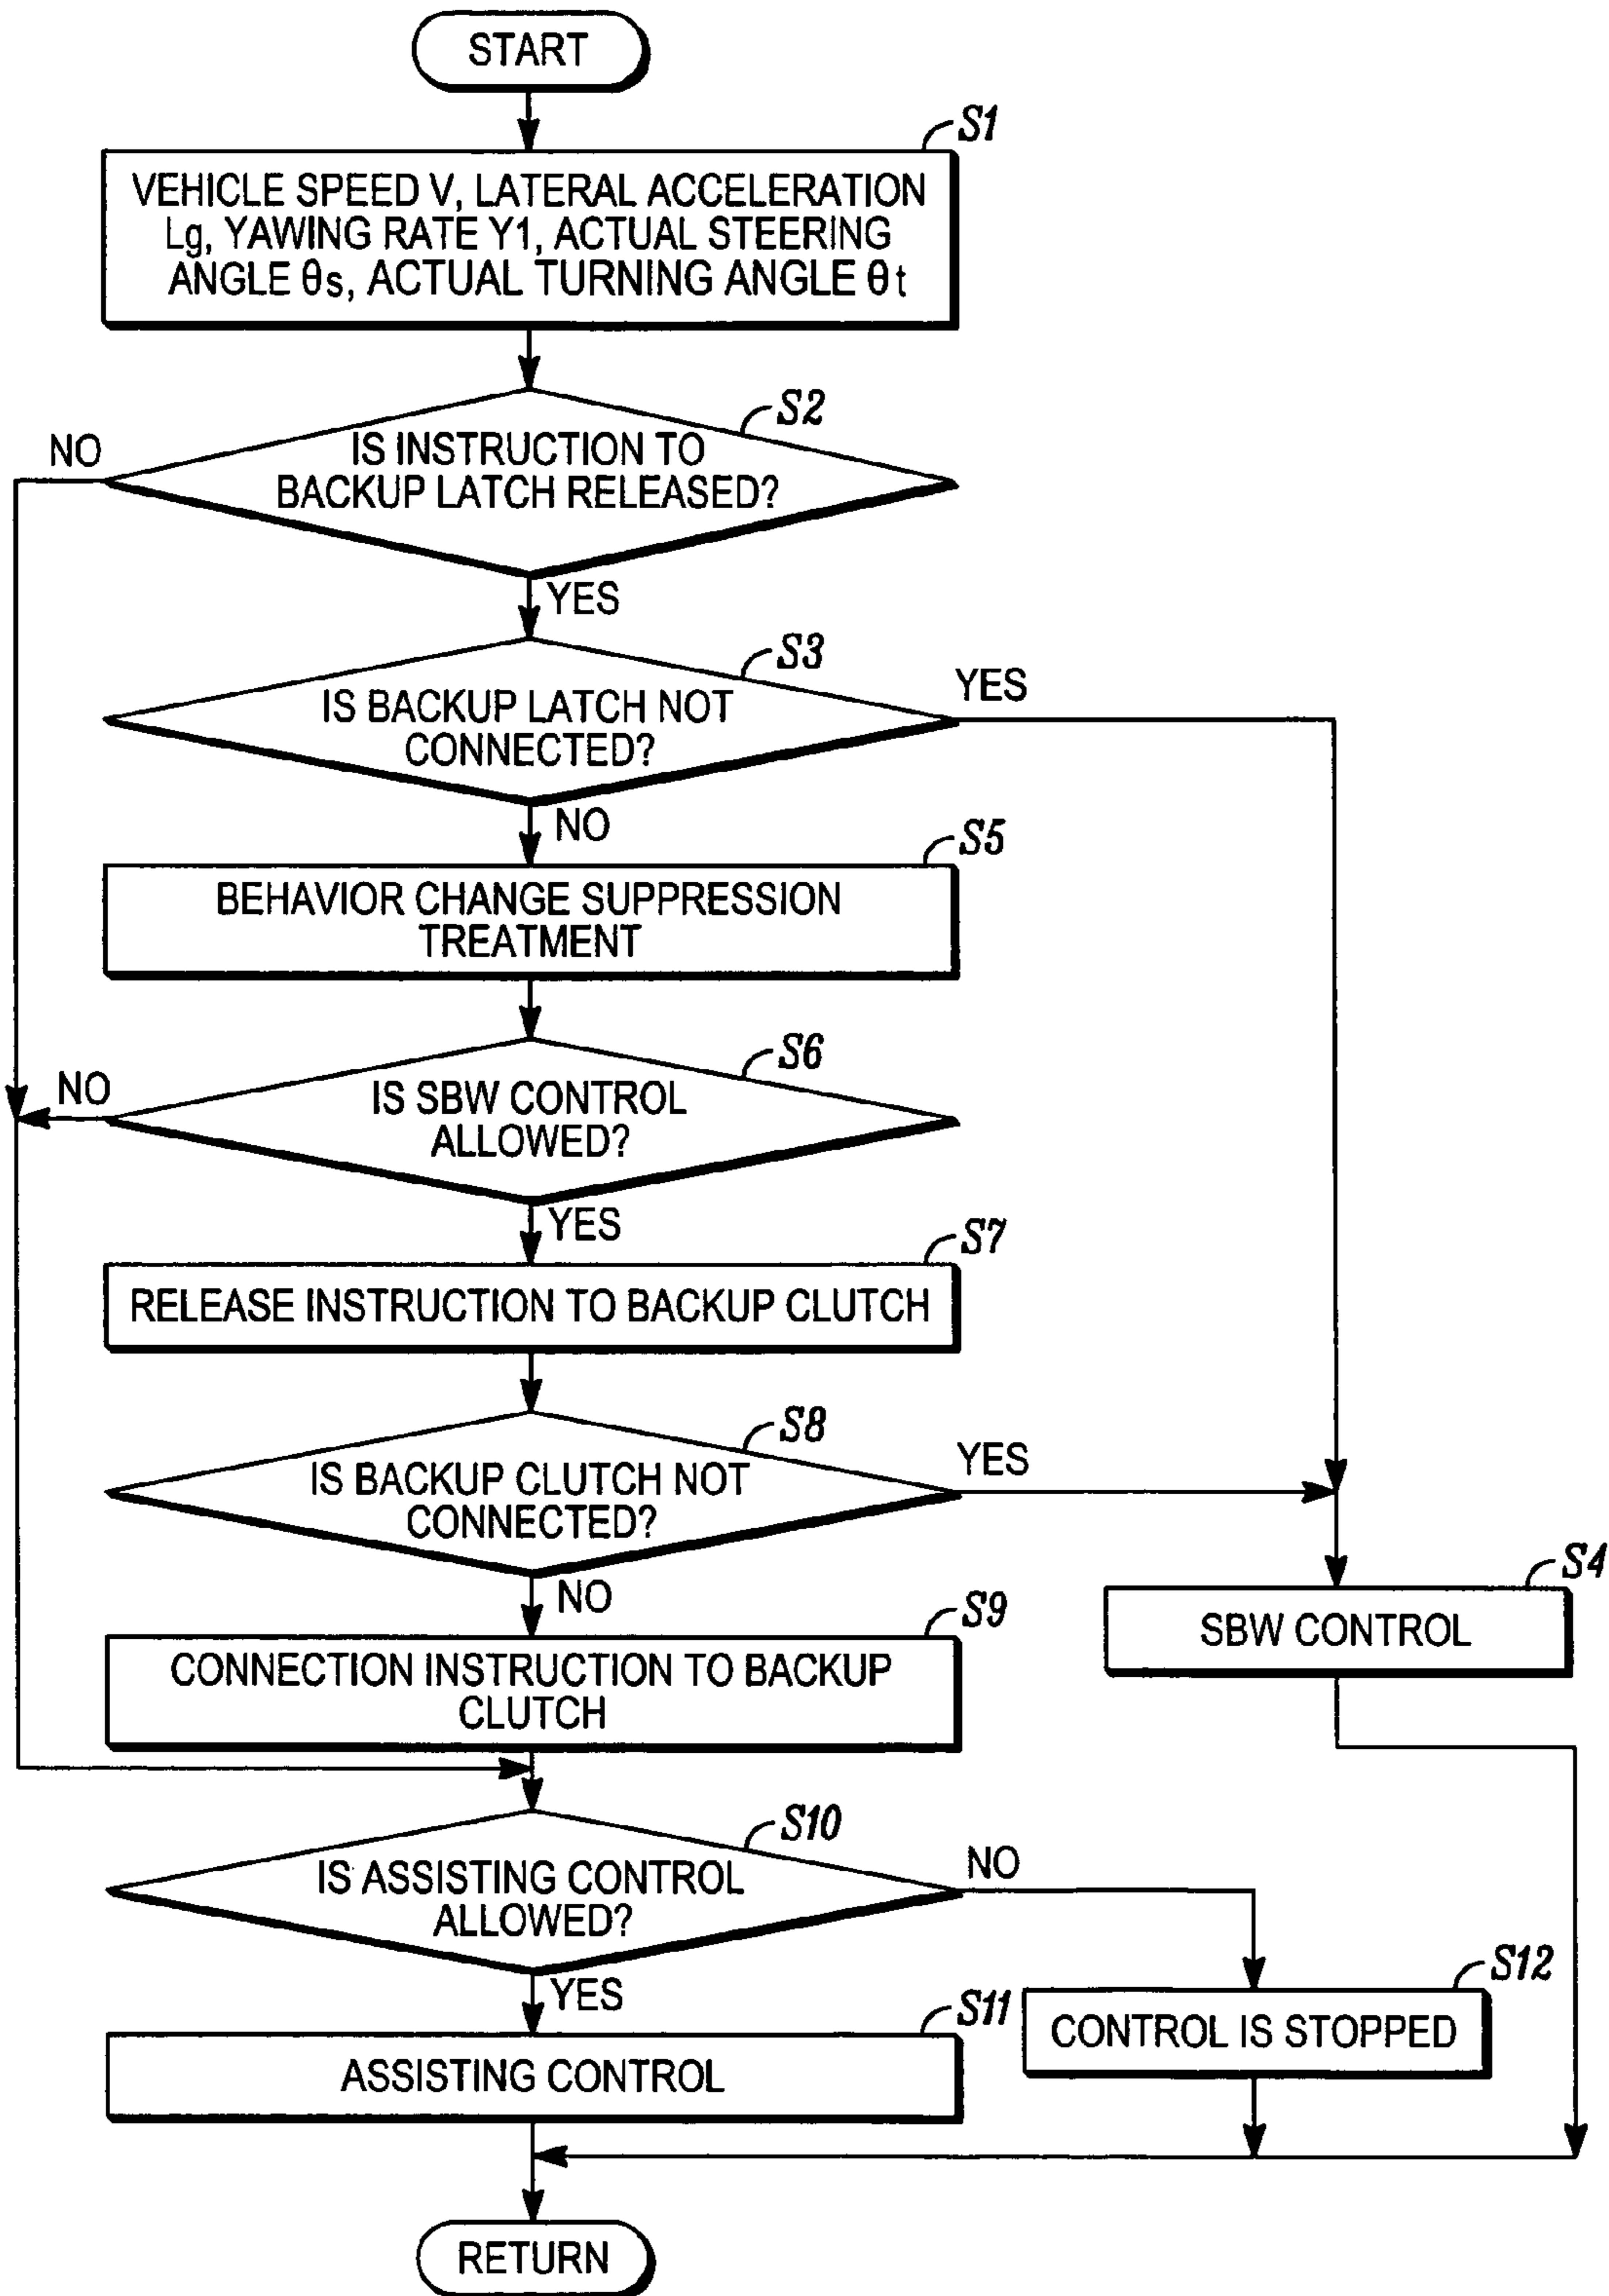 START
S1
VEHICLE SPEED V, LATERAL ACCELERATION
Lg, YAWING RATE Y1, ACTUAL STEERING
ANGLE θs, ACTUAL TURNING ANGLE θt
S2
NO
IS INSTRUCTION TO
BACKUP LATCH RELEASED?
YES
S3
YES
IS BACKUP LATCH NOT
CONNECTED?
NO
S5
BEHAVIOR CHANGE SUPPRESSION
TREATMENT
S6
NO
IS SBW CONTROL
ALLOWED?
YES
S7
RELEASE INSTRUCTION TO BACKUP CLUTCH
S8
YES
IS BACKUP CLUTCH NOT
CONNECTED?
NO
S4
SBW CONTROL
S9
CONNECTION INSTRUCTION TO BACKUP
CLUTCH
S10
NO
IS ASSISTING CONTROL
ALLOWED?
YES
S12
CONTROL IS STOPPED
S11
ASSISTING CONTROL
RETURN